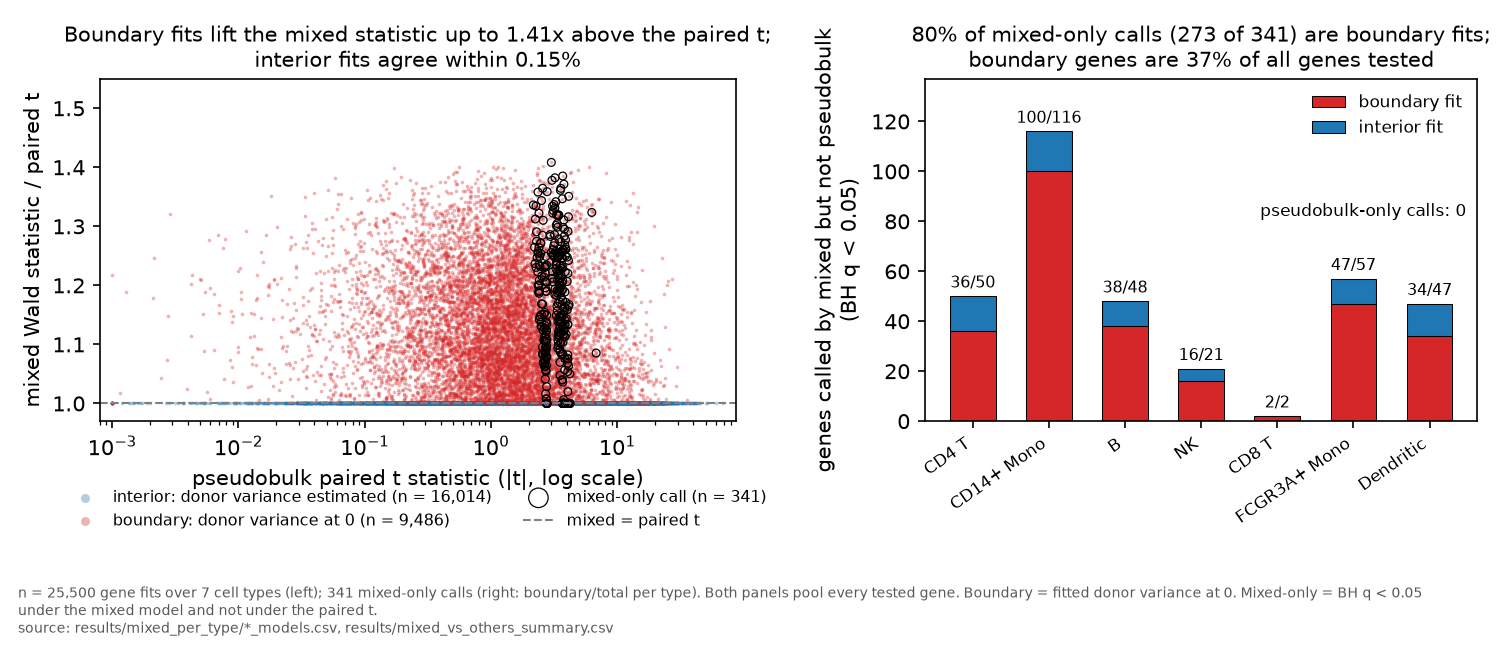 Boundary fits lift the mixed statistic up to 1.41x above the paired t;
interior fits agree within 0.15%
mixed Wald statistic / paired t
1.5
1.4
1.3
1.2
1.1
1.0
10⁻³
10⁻²
10⁻¹
10⁰
10¹
pseudobulk paired t statistic (|t|, log scale)
interior: donor variance estimated (n = 16,014)
boundary: donor variance at 0 (n = 9,486)
mixed-only call (n = 341)
mixed = paired t
80% of mixed-only calls (273 of 341) are boundary fits;
boundary genes are 37% of all genes tested
genes called by mixed but not pseudobulk
(BH q < 0.05)
120
100
80
60
40
20
0
boundary fit
interior fit
pseudobulk-only calls: 0
36/50
100/116
38/48
16/21
2/2
47/57
34/47
CD4 T
CD14+ Mono
B
NK
CD8 T
FCGR3A+ Mono
Dendritic
n = 25,500 gene fits over 7 cell types (left); 341 mixed-only calls (right: boundary/total per type). Both panels pool every tested gene. Boundary = fitted donor variance at 0. Mixed-only = BH q < 0.05
under the mixed model and not under the paired t.
source: results/mixed_per_type/*_models.csv, results/mixed_vs_others_summary.csv